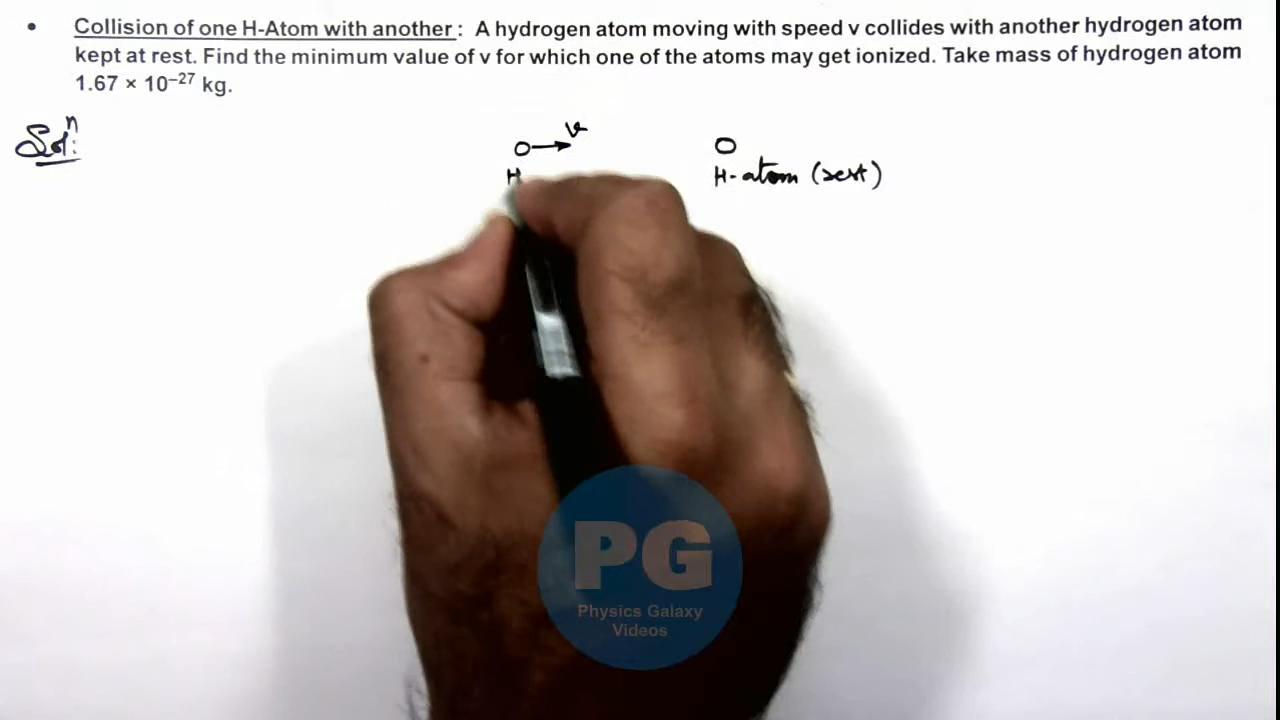 • Collision of one H-Atom with another : A hydrogen atom moving with speed v collides with another hydrogen atom
kept at rest. Find the minimum value of v for which one of the atoms may get ionized. Take mass of hydrogen atom
1.67 × 10⁻²⁷ kg.
Solⁿ:
v
H
H-atom (rest)
PG
Physics Galaxy
Videos